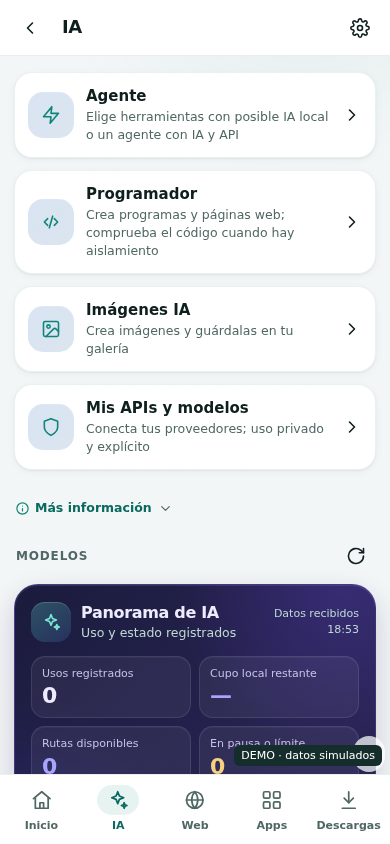 IA
Agente
Elige herramientas con posible IA local
o un agente con IA y API
Programador
Crea programas y páginas web;
comprueba el código cuando hay
aislamiento
Imágenes IA
Crea imágenes y guárdalas en tu
galería
Mis APIs y modelos
Conecta tus proveedores; uso privado
y explícito
Más información
MODELOS
Panorama de IA
Uso y estado registrados
Datos recibidos
18:53
Usos registrados
0
Cupo local restante
—
Rutas disponibles
0
En pausa o límite
0
DEMO · datos simulados
Inicio
IA
Web
Apps
Descargas